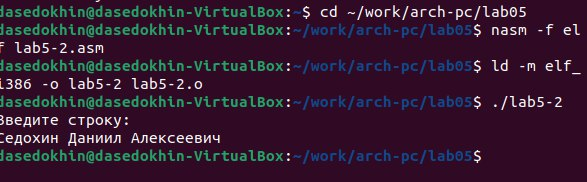 dasedokhin@dasedokhin-VirtualBox:~$ cd ~/work/arch-pc/lab05
dasedokhin@dasedokhin-VirtualBox:~/work/arch-pc/lab05$ nasm -f el
f lab5-2.asm
dasedokhin@dasedokhin-VirtualBox:~/work/arch-pc/lab05$ ld -m elf_
i386 -o lab5-2 lab5-2.o
dasedokhin@dasedokhin-VirtualBox:~/work/arch-pc/lab05$ ./lab5-2
Введите строку:
Седохин Даниил Алексеевич
dasedokhin@dasedokhin-VirtualBox:~/work/arch-pc/lab05$